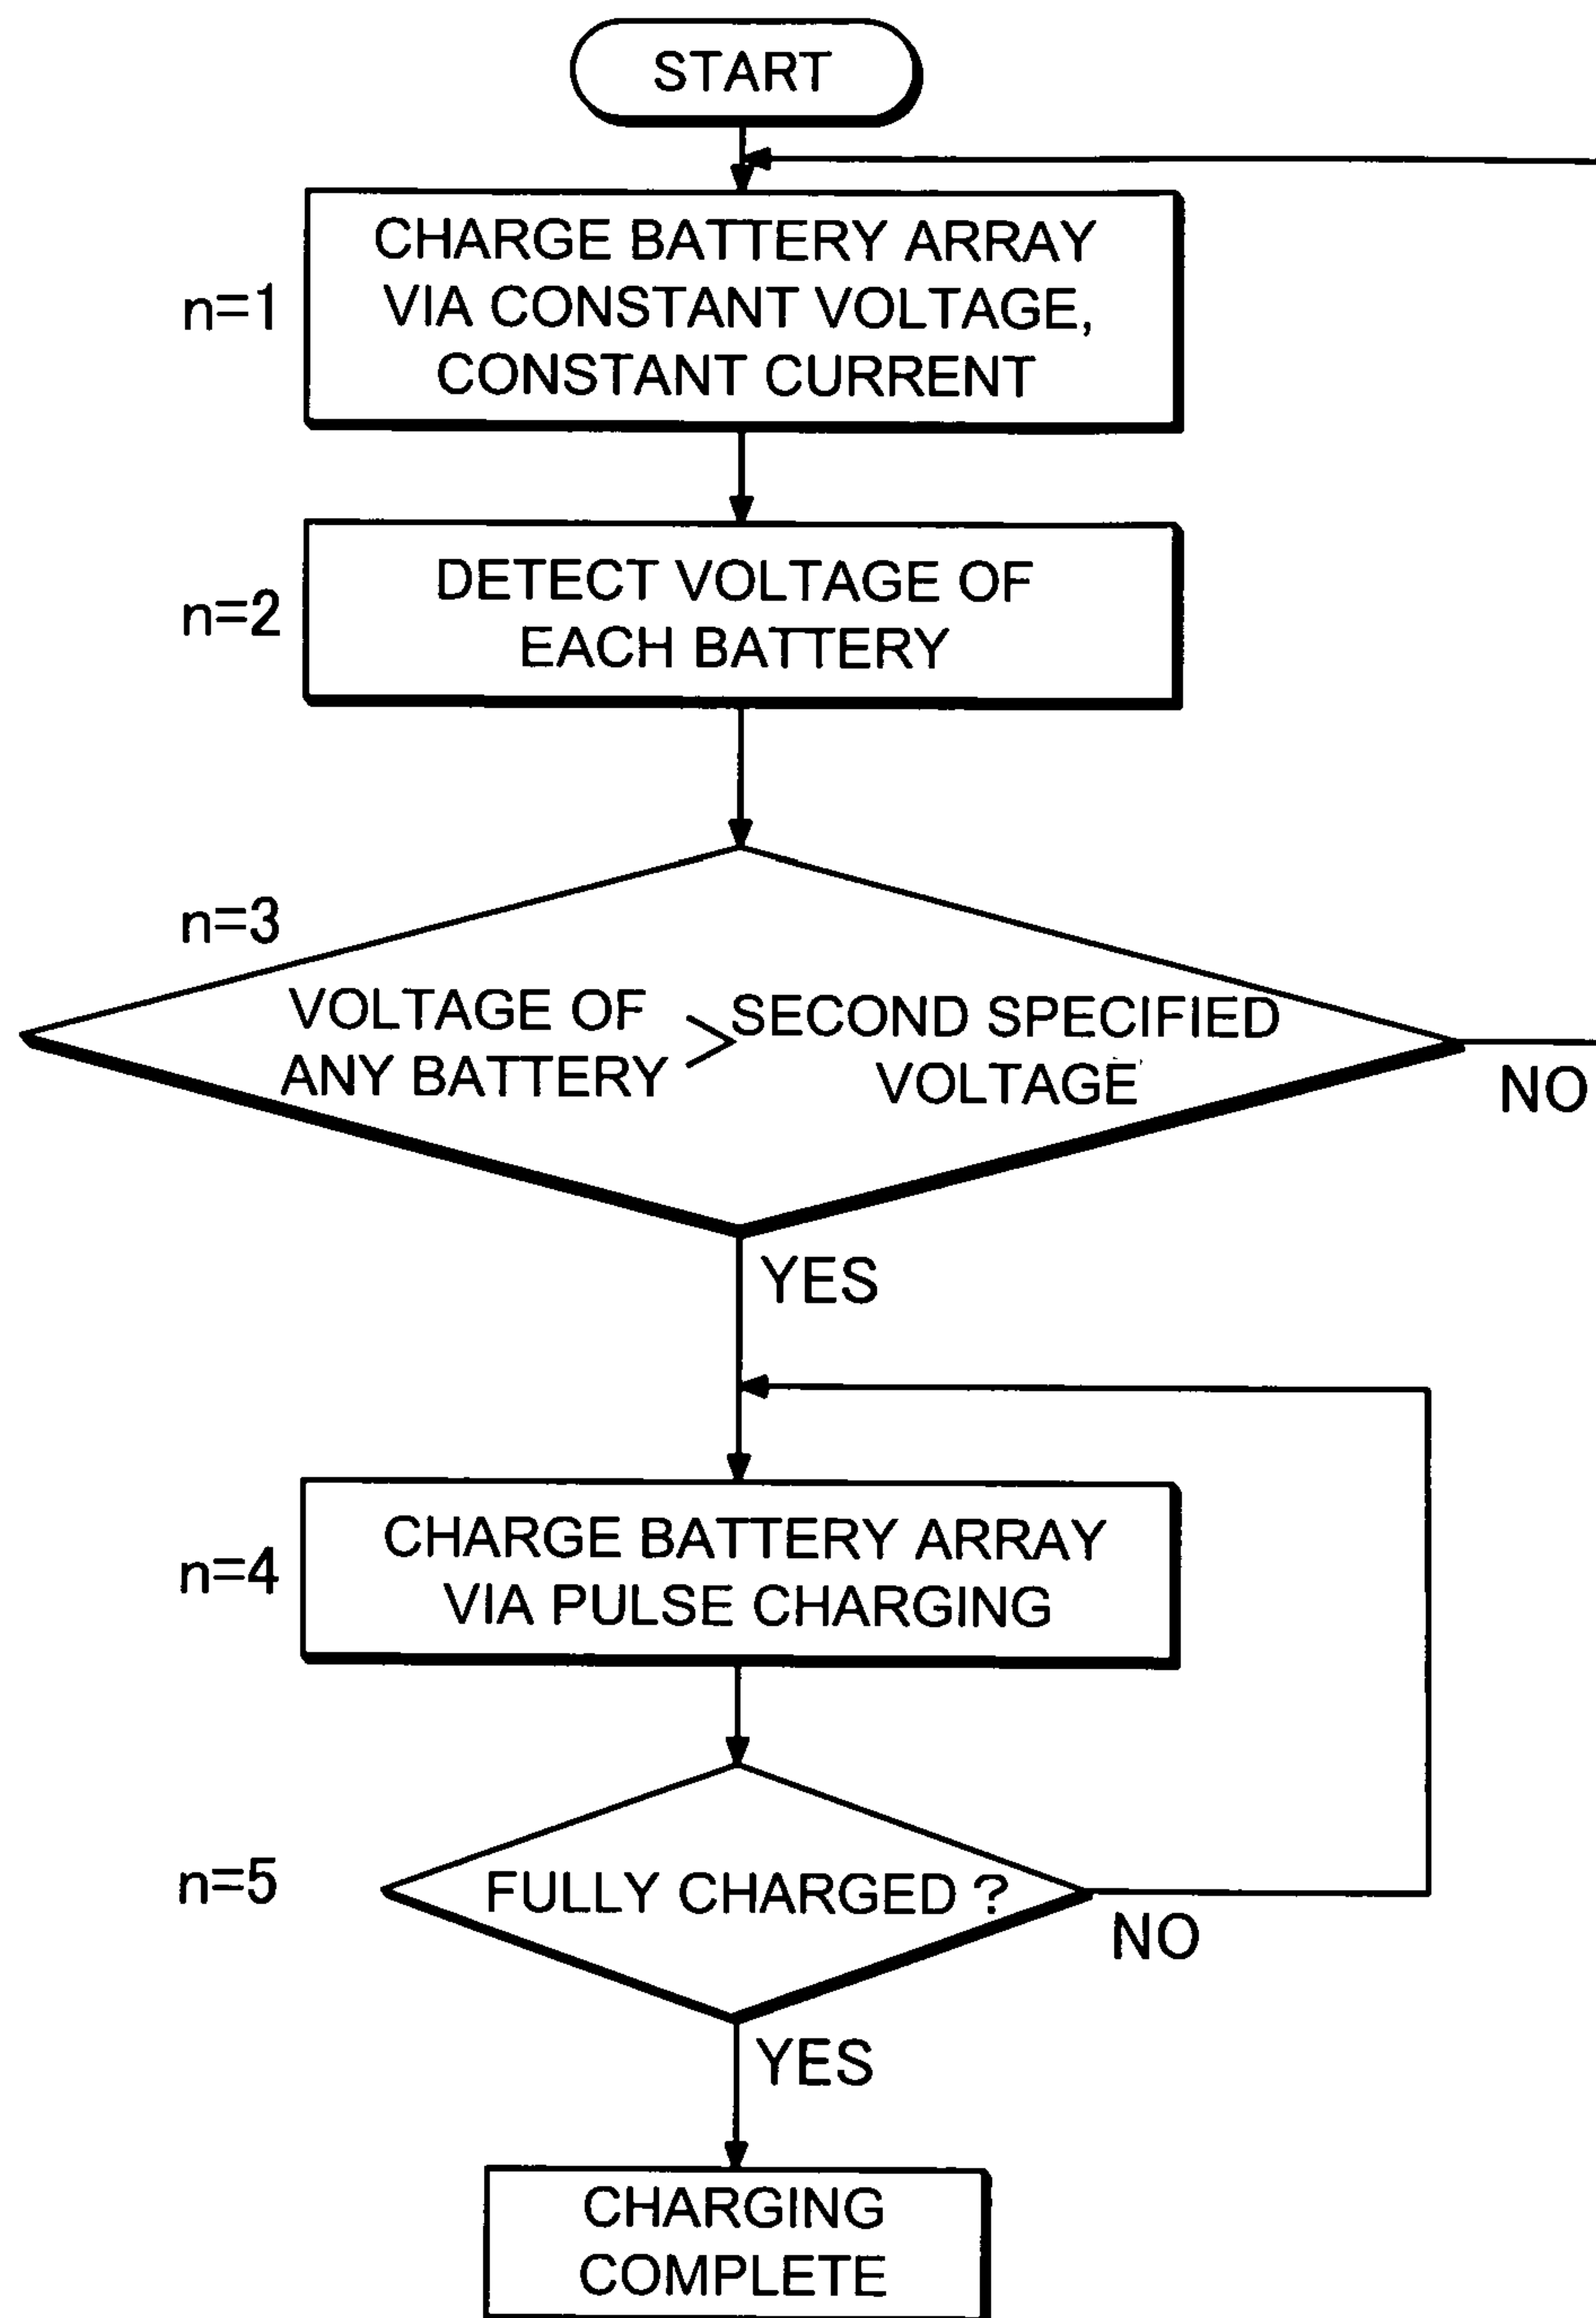 START
CHARGE BATTERY ARRAY
VIA CONSTANT VOLTAGE,
CONSTANT CURRENT
n=1
DETECT VOLTAGE OF
EACH BATTERY
n=2
n=3
VOLTAGE OF
ANY BATTERY
>
SECOND SPECIFIED
VOLTAGE
NO
YES
CHARGE BATTERY ARRAY
VIA PULSE CHARGING
n=4
n=5
FULLY CHARGED ?
NO
YES
CHARGING
COMPLETE